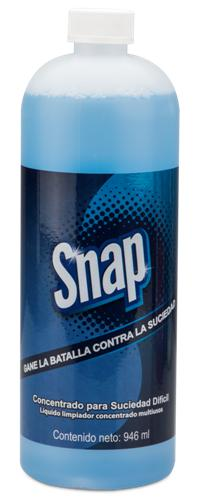 Snap
GANE LA BATALLA CONTRA LA SUCIEDAD
Concentrado para Suciedad Difícil
Líquido limpiador concentrado multiusos
Contenido neto: 946 ml